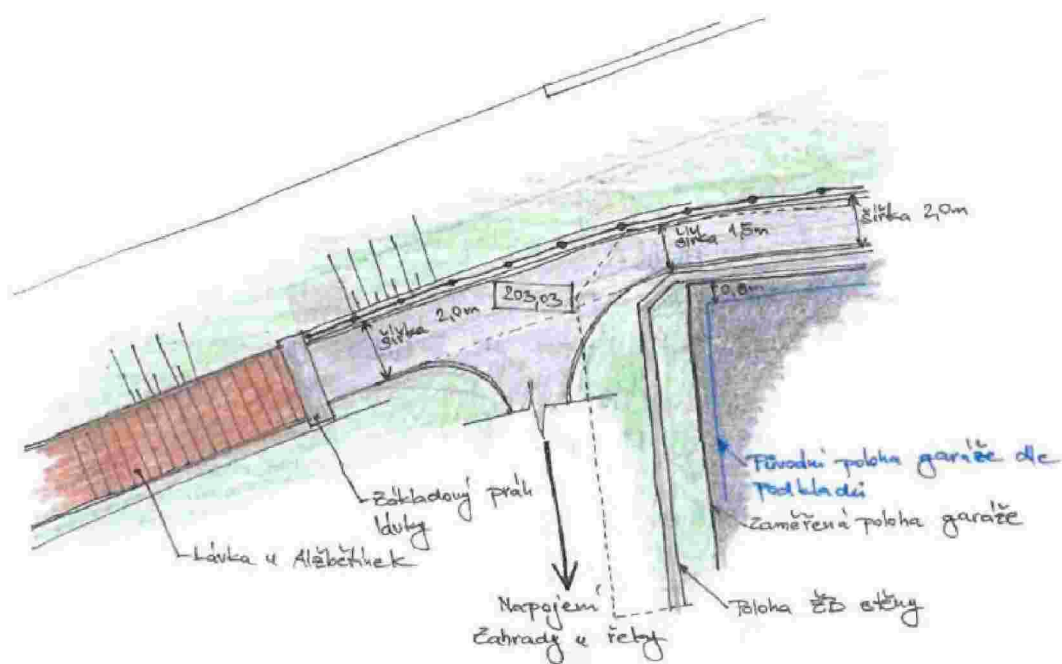 šířka 2,0m
šířka 1,5m
0,8m
203,03
šířka 2,0m
Původní poloha garáže dle
podkladů
Zaměřená poloha garáže
Základový práh
lávky
Lávka u Alžbětinek
Poloha ŽB stěny
Napojení
Zahrady u řeky